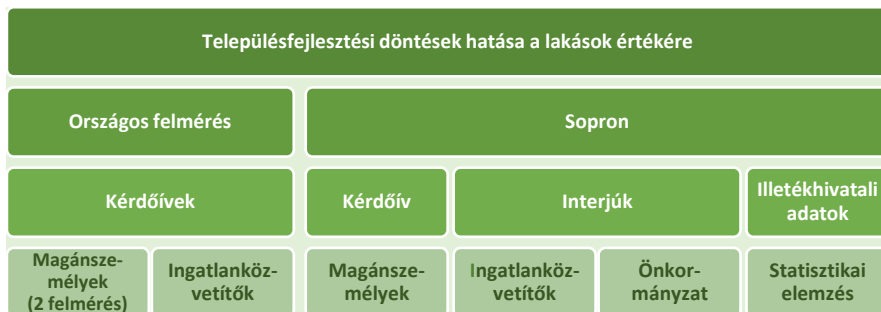 Településfejlesztési döntések hatása a lakások értékére
Országos felmérés
Sopron
Kérdőívek
Kérdőív
Interjúk
Illetékhivatali
adatok
Magánsze-
mélyek
(2 felmérés)
Ingatlanköz-
vetítők
Magánsze-
mélyek
Ingatlanköz-
vetítők
Önkor-
mányzat
Statisztikai
elemzés